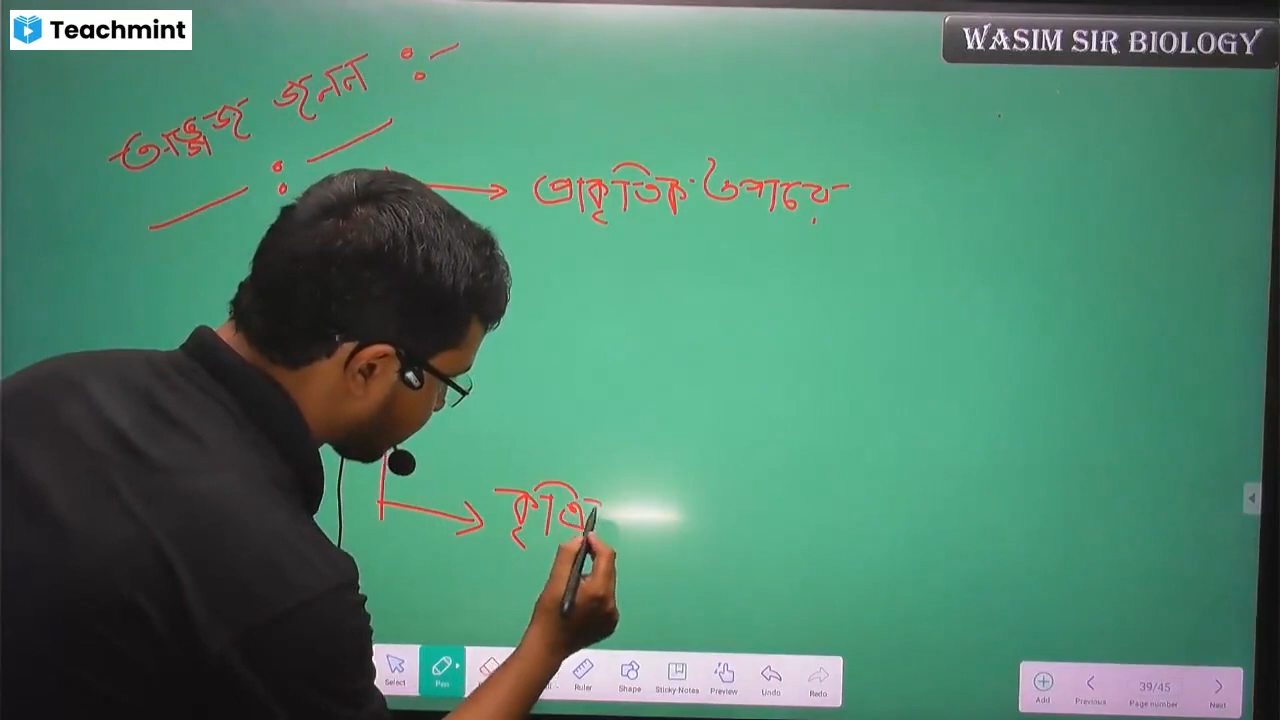 Teachmint
WASIM SIR BIOLOGY
অঙ্গজ জনন :-
প্রাকৃতিক উপায়ে
কৃত্রি
Select
Pen
Ruler
Shape
Sticky Notes
Preview
Undo
Redo
Add
Previous
39/45
Page number
Next